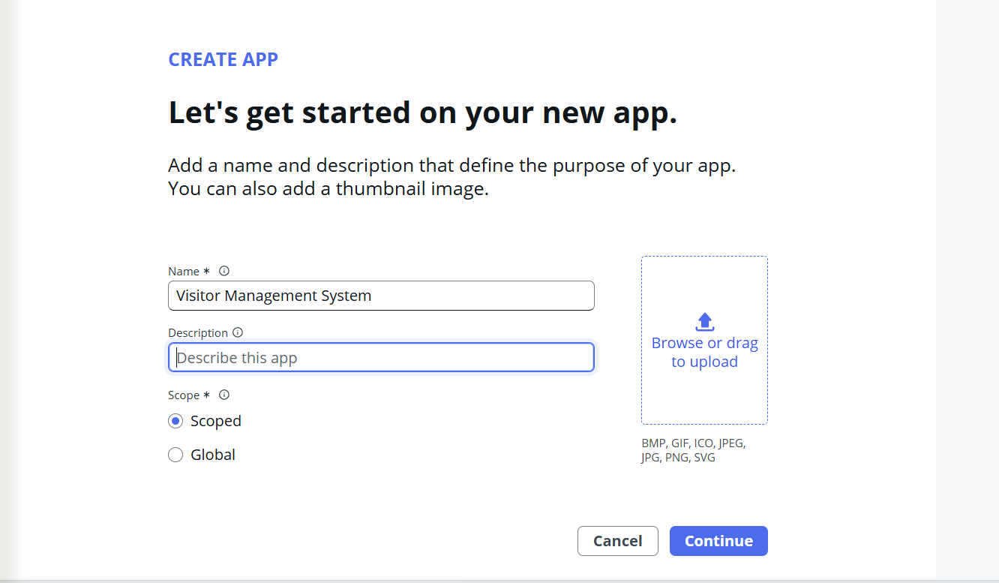 CREATE APP
Let's get started on your new app.
Add a name and description that define the purpose of your app.
You can also add a thumbnail image.
Name *
Visitor Management System
Description
Describe this app
Scope *
Scoped
Global
Browse or drag
to upload
BMP, GIF, ICO, JPEG,
JPG, PNG, SVG
Cancel
Continue